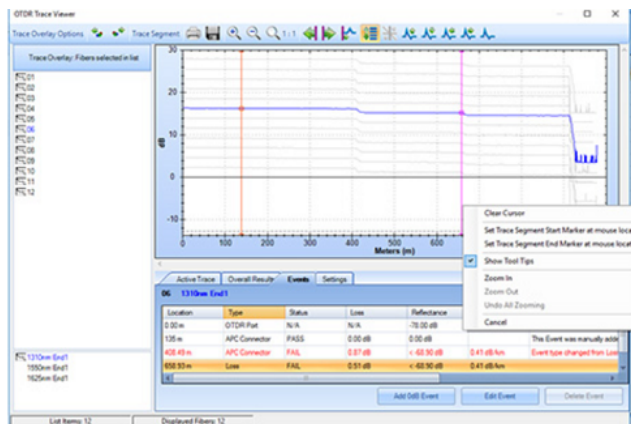 OTDR Trace Viewer
Trace Overlay Options Trace Segment 1:1
Trace Overlay: Fibers selected in list
01
02
03
04
05
06
07
08
09
10
11
12
30
20
10
0
-10
dB
0 100 200 300 400 500 600
Meters (m)
Clear Cursor
Set Trace Segment Start Marker at mouse locat
Set Trace Segment End Marker at mouse locat
Show Tool Tips
Zoom In
Zoom Out
Undo All Zooming
Cancel
Active Trace Overall Results Events Settings
06 1310nm End1
Location Type Status Loss Reflectance
0.00 m OTDR Port N/A N/A -78.00 dB
135 m APC Connector PASS 0.00 dB 0.00 dB This Event was manually adde
408.49 m APC Connector FAIL 0.87 dB < -68.90 dB 0.41 dB/km Event type changed from Loss
658.93 m Loss FAIL 0.51 dB < -68.90 dB 0.41 dB/km
1310nm End1
1550nm End1
1625nm End1
Add 0dB Event Edit Event Delete Event
List Items: 12 Displayed Fibers: 12